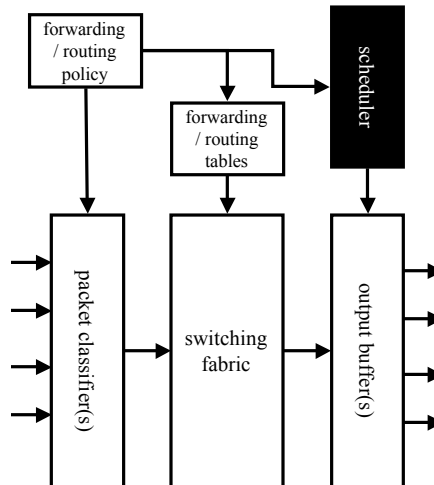 forwarding
/ routing
policy
scheduler
forwarding
/ routing
tables
packet classifier(s)
switching
fabric
output buffer(s)